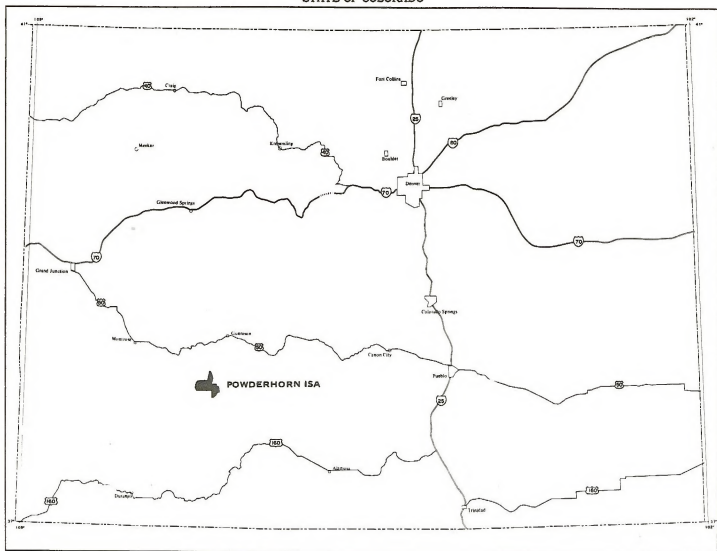 STATE OF COLORADO
41° 109° 102° 41°
40 Craig
Fort Collins
Greeley
25
Meeker
Kremmling
40
Boulder
80
Denver
70
Glenwood Springs
70
70
Grand Junction
50
Colorado Springs
Montrose
Gunnison
50
Canon City
Pueblo
POWDERHORN ISA
50
25
160
Alamosa
160
Durango
160
Trinidad
37° 109° 102° 37°